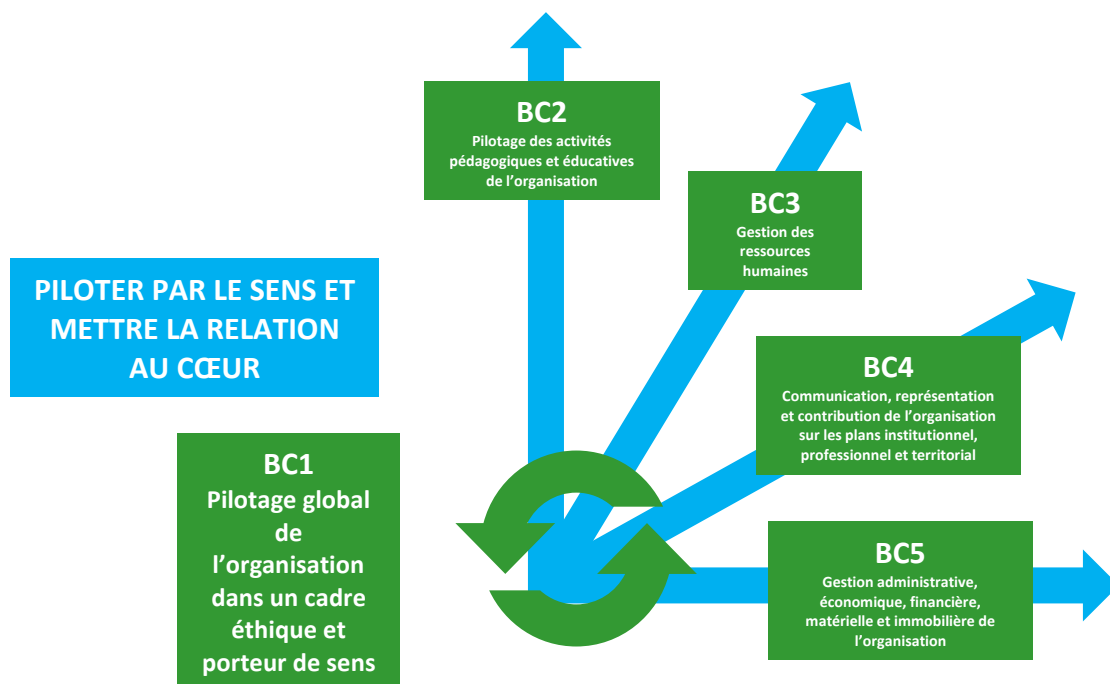 BC2
Pilotage des activités
pédagogiques et éducatives
de l’organisation
BC3
Gestion des
ressources
humaines
PILOTER PAR LE SENS ET
METTRE LA RELATION
AU CŒUR
BC4
Communication, représentation
et contribution de l’organisation
sur les plans institutionnel,
professionnel et territorial
BC1
Pilotage global
de
l’organisation
dans un cadre
éthique et
porteur de sens
BC5
Gestion administrative,
économique, financière,
matérielle et immobilière de
l’organisation